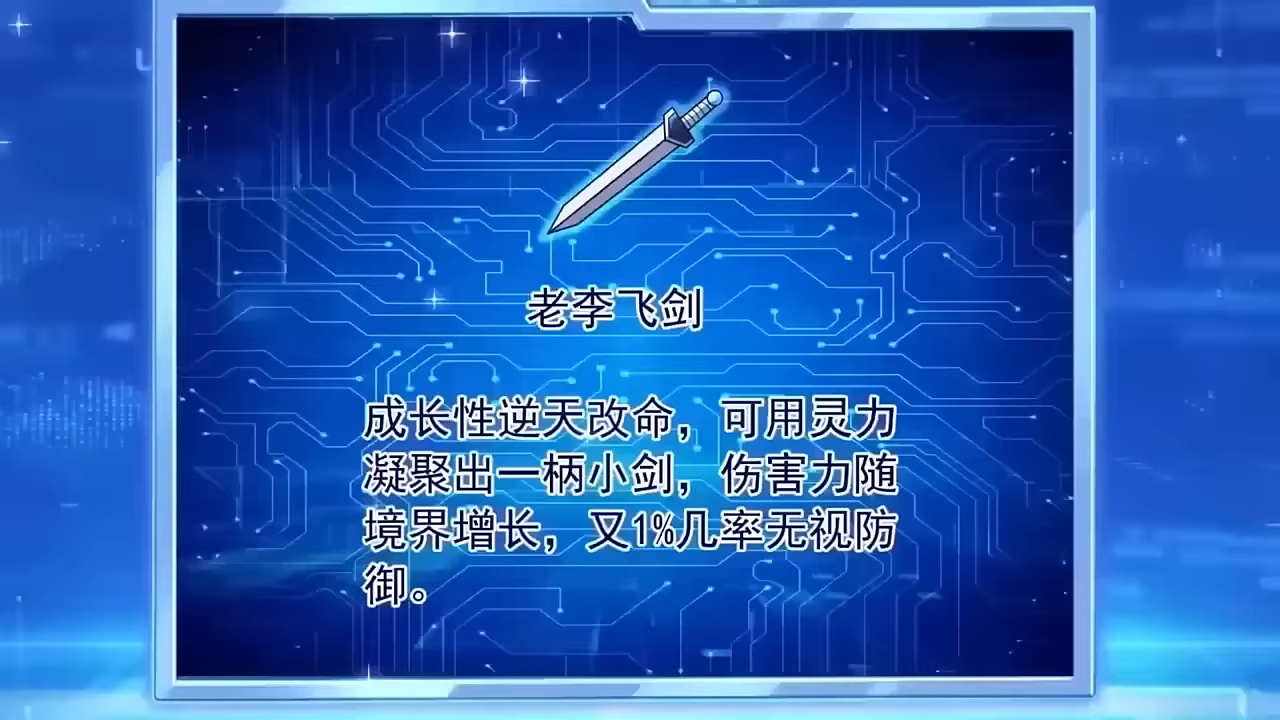 老李飞剑
成长性逆天改命，可用灵力
凝聚出一柄小剑，伤害力随
境界增长，又1%几率无视防
御。